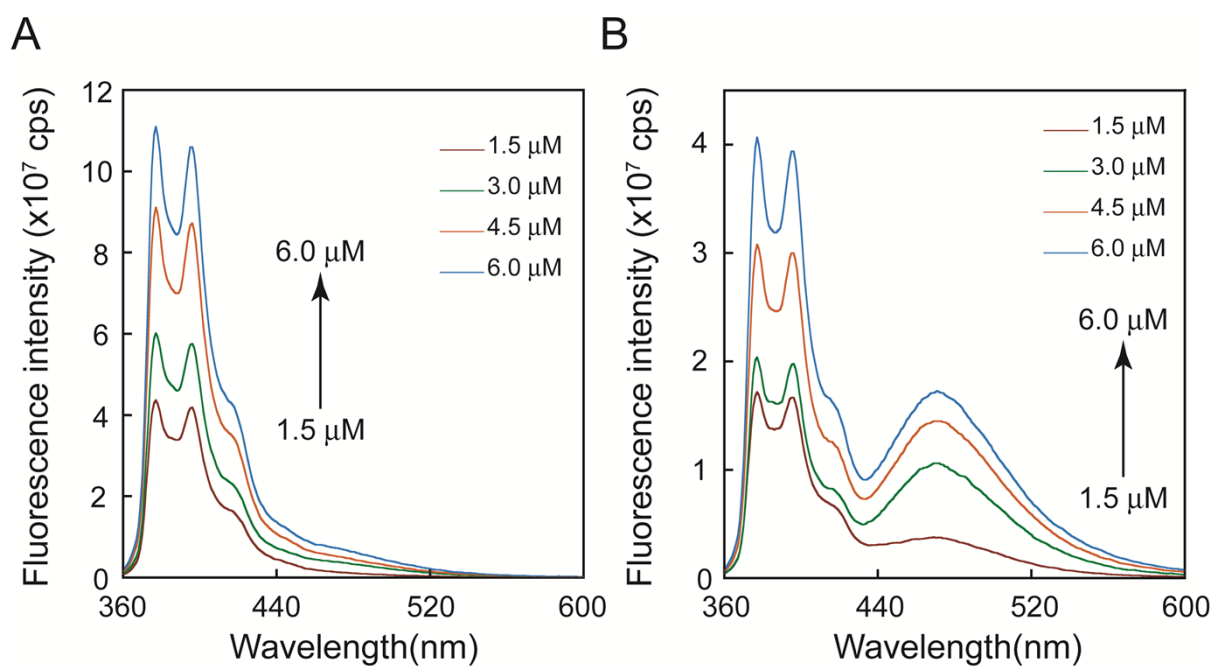 A
Fluorescence intensity (x10⁷ cps)
12
10
8
6
4
2
0
360
440
520
600
Wavelength(nm)
1.5 μM
3.0 μM
4.5 μM
6.0 μM
6.0 μM
1.5 μM
B
Fluorescence intensity (x10⁷ cps)
4
3
2
1
0
360
440
520
600
Wavelength(nm)
1.5 μM
3.0 μM
4.5 μM
6.0 μM
6.0 μM
1.5 μM